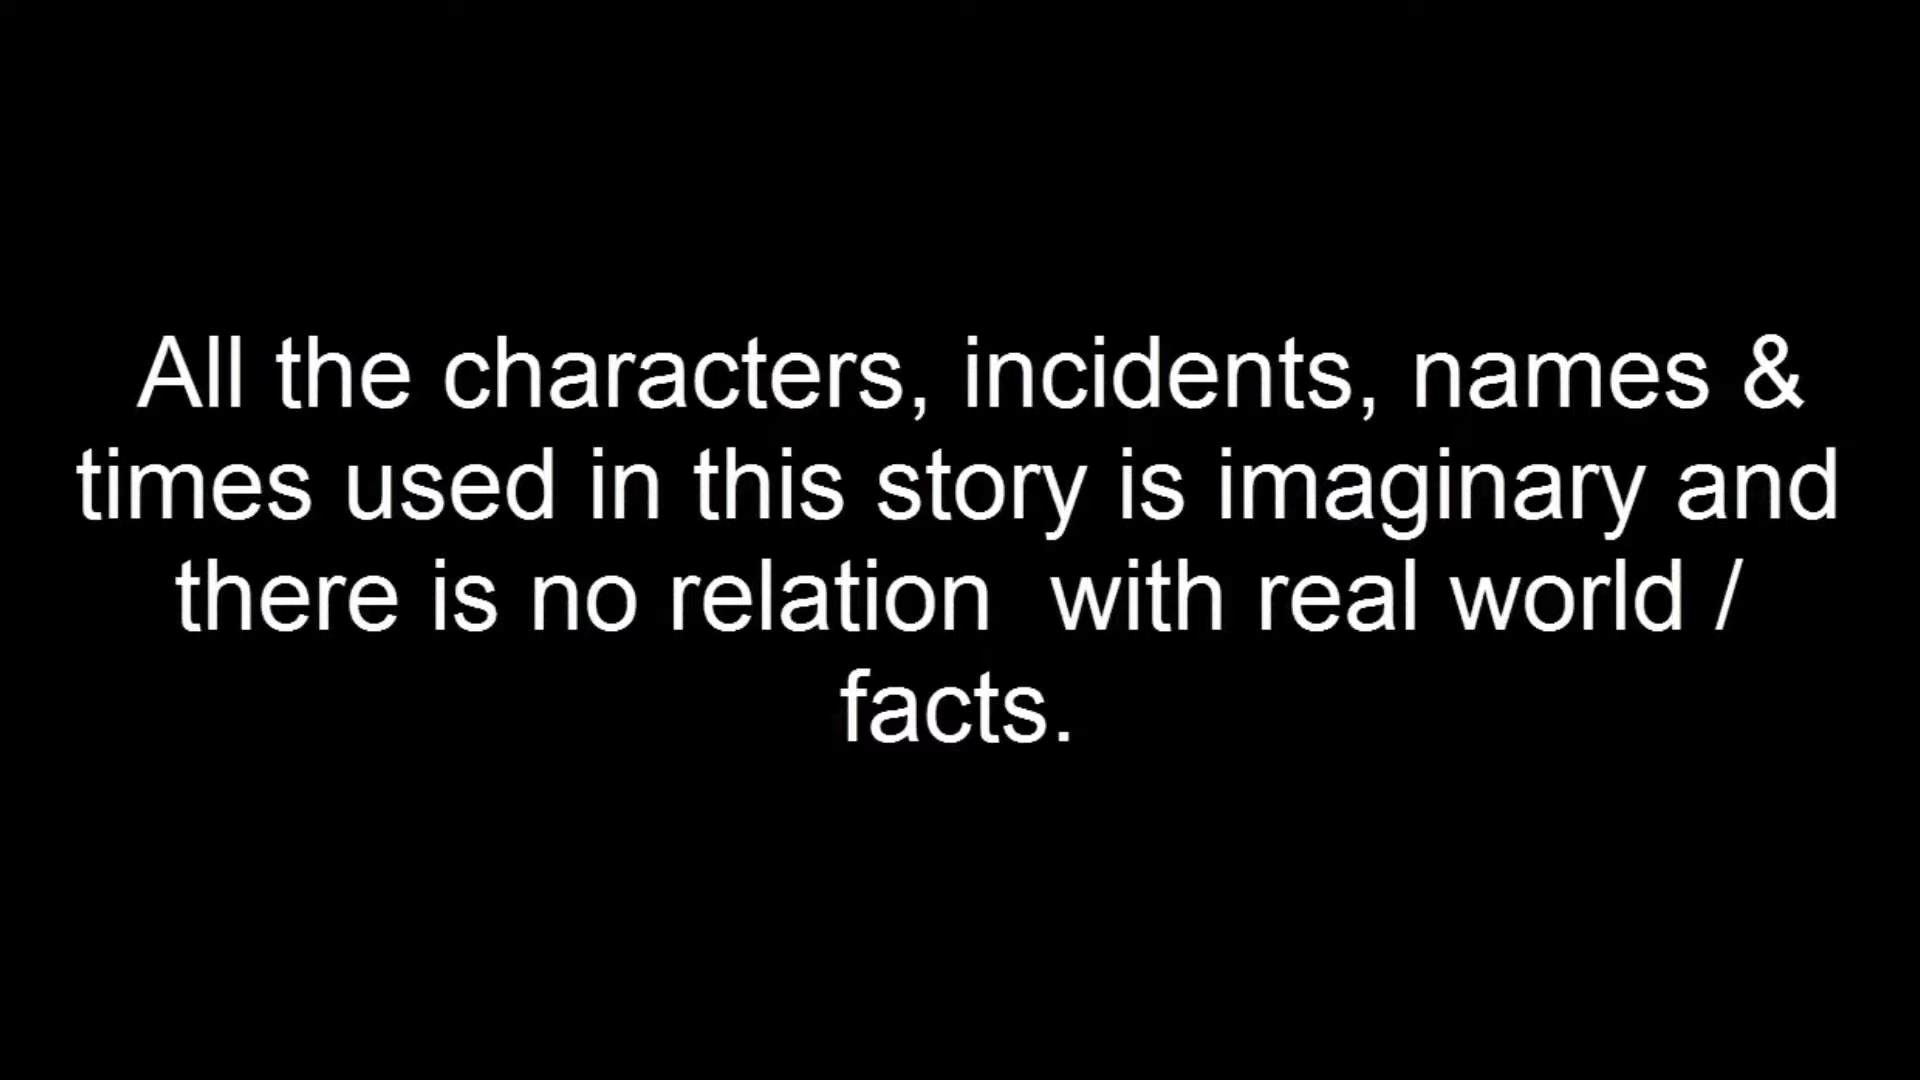 All the characters, incidents, names &
times used in this story is imaginary and
there is no relation  with real world /
facts.